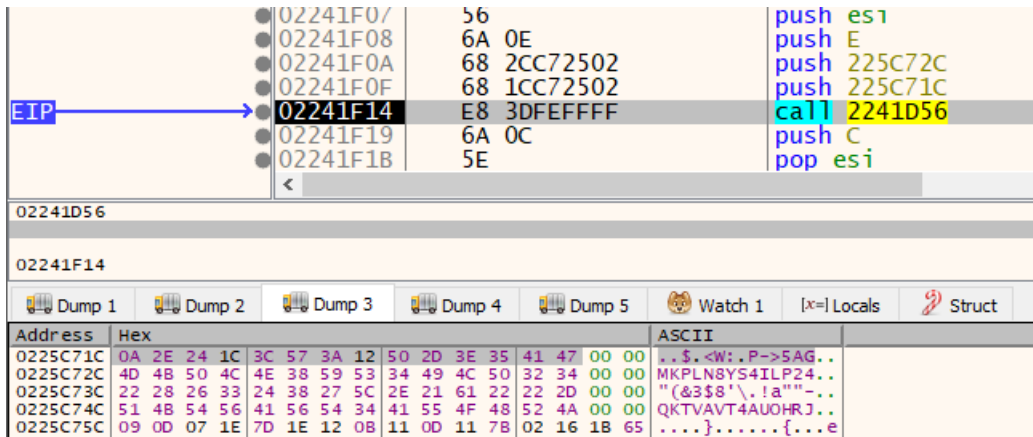 02241F07 56 push esi
02241F08 6A 0E push E
02241F0A 68 2CC72502 push 225C72C
02241F0F 68 1CC72502 push 225C71C
EIP 02241F14 E8 3DFEFFFF call 2241D56
02241F19 6A 0C push C
02241F1B 5E pop esi
<
02241D56
02241F14
Dump 1 Dump 2 Dump 3 Dump 4 Dump 5 Watch 1 [x=] Locals Struct
Address Hex ASCII
0225C71C 0A 2E 24 1C 3C 57 3A 12 50 2D 3E 35 41 47 00 00 ..$.<W:.P->5AG..
0225C72C 4D 4B 50 4C 4E 38 59 53 34 49 4C 50 32 34 00 00 MKPLN8YS4ILP24..
0225C73C 22 28 26 33 24 38 27 5C 2E 21 61 22 22 2D 00 00 "(&3$8'\.!a""-..
0225C74C 51 4B 54 56 41 56 54 34 41 55 4F 48 52 4A 00 00 QKTVAVT4AUOHRJ..
0225C75C 09 0D 07 1E 7D 1E 12 0B 11 0D 11 7B 02 16 1B 65 ....}......{...e